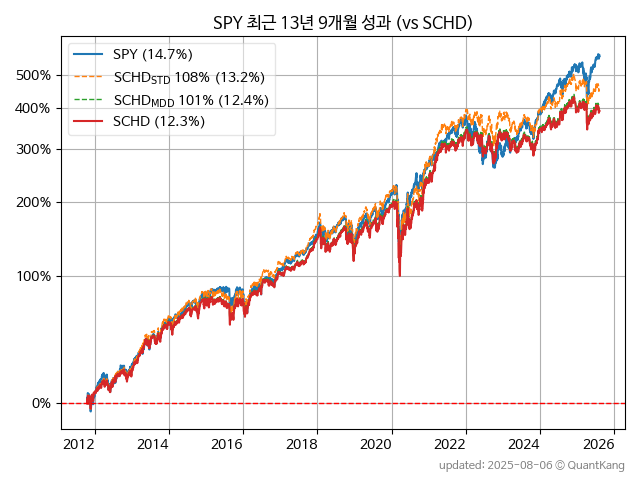 SPY 최근 13년 9개월 성과 (vs SCHD)
SPY (14.7%)
SCHD_STD 108% (13.2%)
SCHD_MDD 101% (12.4%)
SCHD (12.3%)
500%
400%
300%
200%
100%
0%
2012 2014 2016 2018 2020 2022 2024 2026
updated: 2025-08-06 © QuantKang